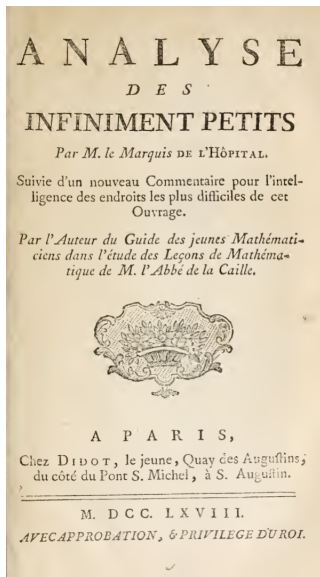 ANALYSE
DES
INFINIMENT PETITS
Par M. le Marquis DE L'HÔPITAL.
Suivie d'un nouveau Commentaire pour l'intel-
ligence des endroits les plus difficiles de cet
Ouvrage.
Par l'Auteur du Guide des jeunes Mathémati-
ciens dans l'étude des Leçons de Mathéma-
tique de M. l'Abbé de la Caille.
A PARIS,
Chez DIDOT, le jeune, Quay des Augustins,
du côté du Pont S. Michel, à S. Augustin.
M. DCC. LXVIII.
AVEC APPROBATION, & PRIVILEGE DU ROI.